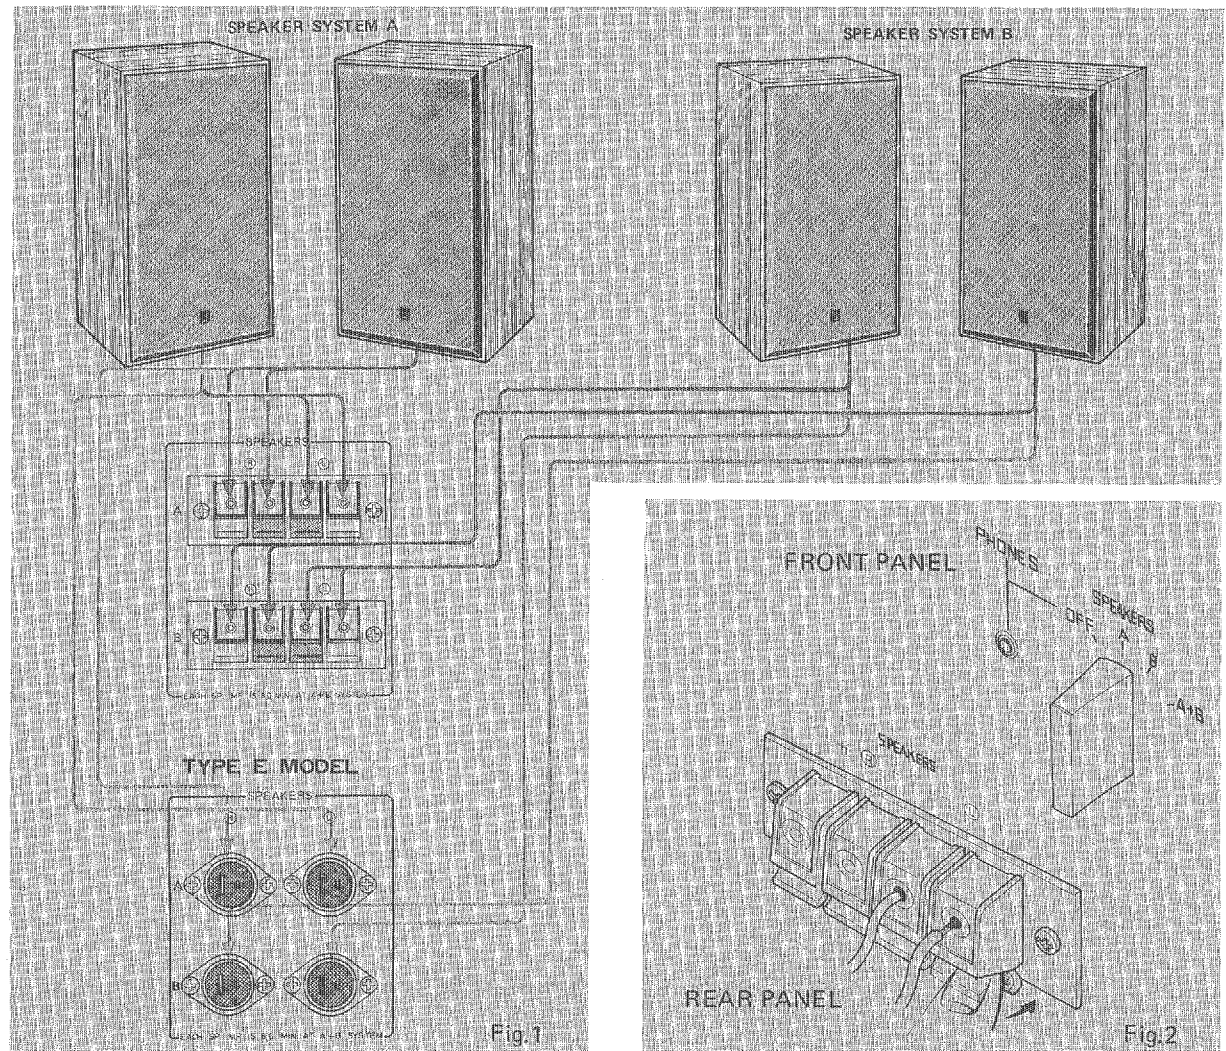 SPEAKER SYSTEM A
SPEAKER SYSTEM B
SPEAKERS
R
L
A
B
TYPE E MODEL
SPEAKERS
R
L
A
B
Fig.1
FRONT PANEL
PHONES
SPEAKERS
OFF
A
B
-A+B
SPEAKERS
REAR PANEL
Fig.2